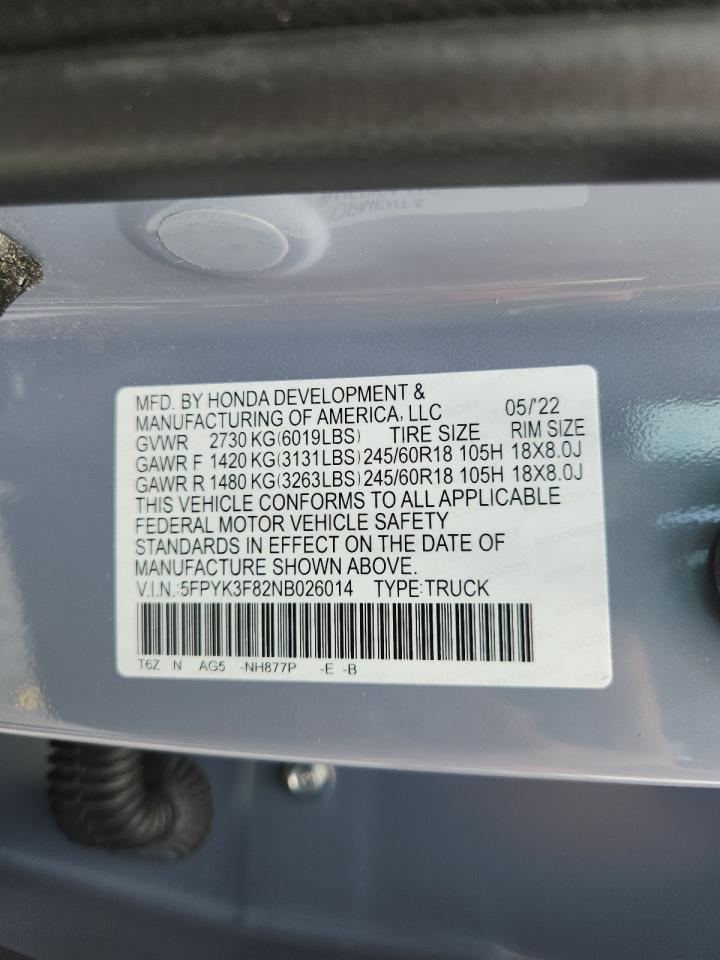 MFD. BY HONDA DEVELOPMENT &
MANUFACTURING OF AMERICA, LLC 05/'22
GVWR 2730 KG(6019LBS) TIRE SIZE RIM SIZE
GAWR F 1420 KG(3131LBS) 245/60R18 105H 18X8.0J
GAWR R 1480 KG(3263LBS) 245/60R18 105H 18X8.0J
THIS VEHICLE CONFORMS TO ALL APPLICABLE
FEDERAL MOTOR VEHICLE SAFETY
STANDARDS IN EFFECT ON THE DATE OF
MANUFACTURE SHOWN ABOVE.
V.I.N.:5FPYK3F82NB026014 TYPE:TRUCK
T6Z N AG5 -NH877P -E -B